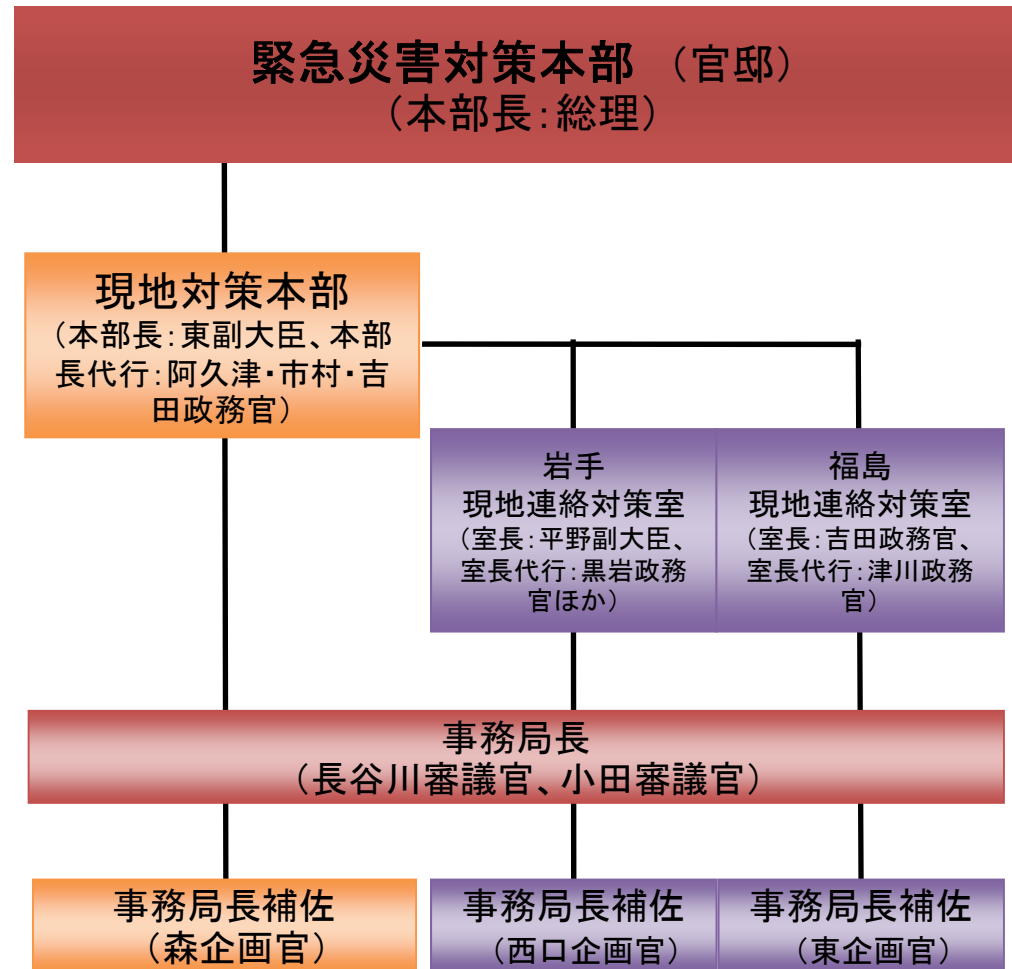 緊急災害対策本部 （官邸）
（本部長：総理）
現地対策本部
（本部長：東副大臣、本部
長代行：阿久津・市村・吉
田政務官）
岩手
現地連絡対策室
（室長：平野副大臣、
室長代行：黒岩政務
官ほか）
福島
現地連絡対策室
（室長：吉田政務官、
室長代行：津川政務
官）
事務局長
（長谷川審議官、小田審議官）
事務局長補佐
（森企画官）
事務局長補佐
（西口企画官）
事務局長補佐
（東企画官）